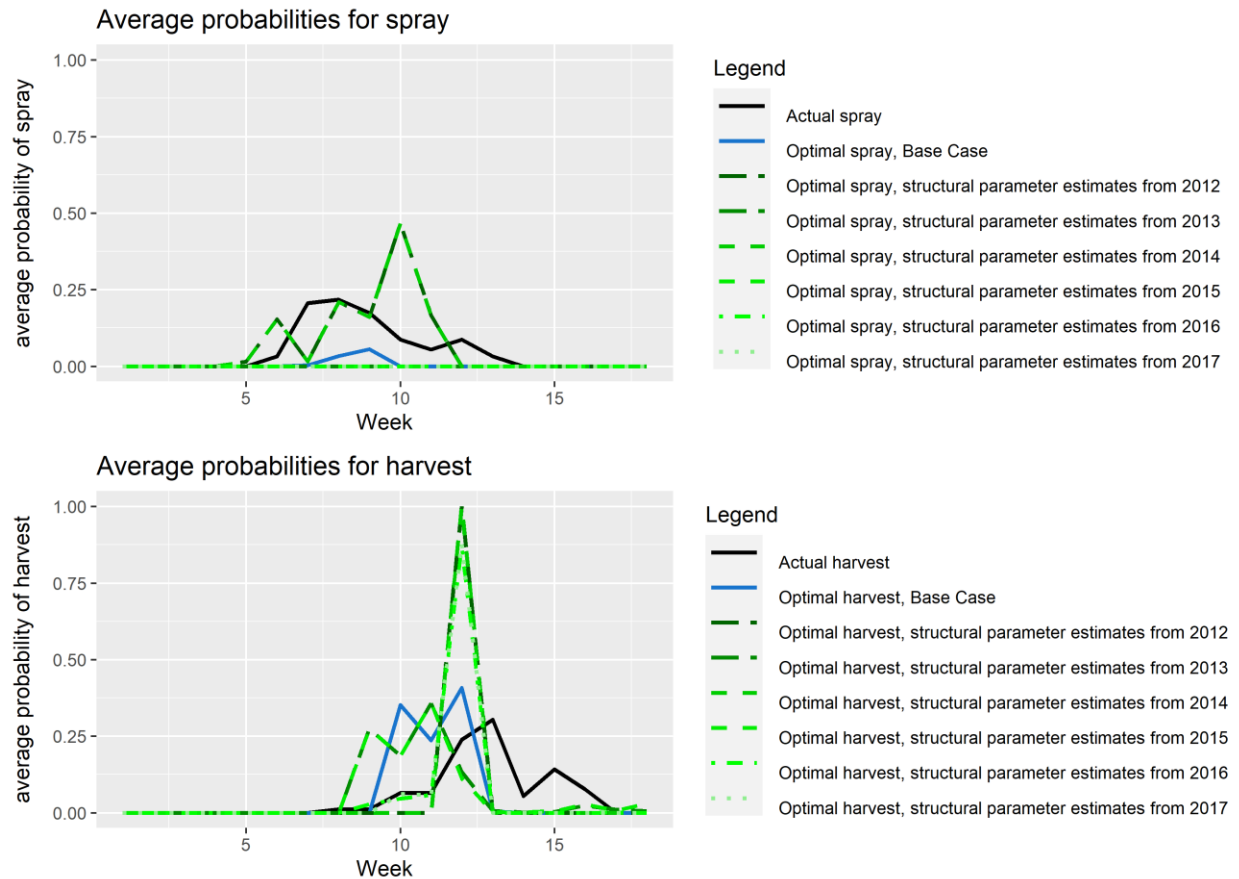 Average probabilities for spray
average probability of spray
1.00
0.75
0.50
0.25
0.00
5
10
15
Week
Legend
Actual spray
Optimal spray, Base Case
Optimal spray, structural parameter estimates from 2012
Optimal spray, structural parameter estimates from 2013
Optimal spray, structural parameter estimates from 2014
Optimal spray, structural parameter estimates from 2015
Optimal spray, structural parameter estimates from 2016
Optimal spray, structural parameter estimates from 2017
Average probabilities for harvest
average probability of harvest
1.00
0.75
0.50
0.25
0.00
5
10
15
Week
Legend
Actual harvest
Optimal harvest, Base Case
Optimal harvest, structural parameter estimates from 2012
Optimal harvest, structural parameter estimates from 2013
Optimal harvest, structural parameter estimates from 2014
Optimal harvest, structural parameter estimates from 2015
Optimal harvest, structural parameter estimates from 2016
Optimal harvest, structural parameter estimates from 2017